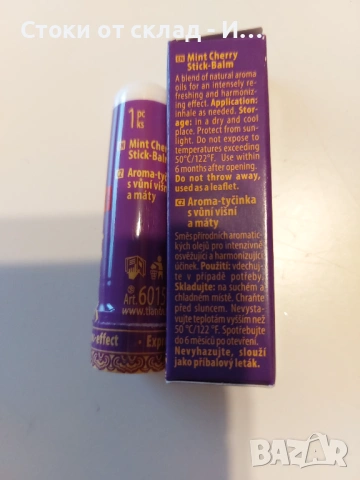 Стоки от склад - И...
1 pc
ks
EN Mint Cherry
Stick-Balm
CZ Aroma-tyčinka
s vůní višní
a máty
Art. 6015
-effect
EN Mint Cherry
Stick-Balm
A blend of natural aroma
oils for an intensely re-
freshing and harmoniz-
ing effect. Application:
inhale as needed. Stor-
age: in a dry and cool
place. Protect from sun-
light. Do not expose to
temperatures exceeding
50°C/122°F. Use within
6 months after opening.
Do not throw away,
used as a leaflet.
CZ Aroma-tyčinka
s vůní višní
a máty
Směs přírodních aromatic-
kých olejů pro intenzivně
osvěžující a harmonizující
účinek. Použití: vdechuj-
te v případě potřeby.
Skladujte: na suchém a
chladném místě. Chraňte
před sluncem. Nevysta-
vujte teplotám vyšším než
50 °C/122 °F. Spotřebujte
do 6 měsíců po otevření.
Nevyhazujte, slouží
jako příbalový leták.
BAZAR.BG